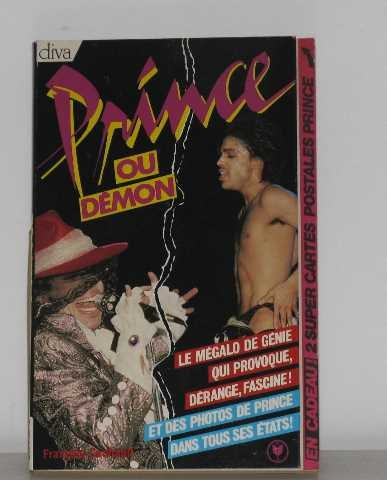 diva
Prince
OU
DÉMON
LE MÉGALO DE GÉNIE
QUI PROVOQUE,
DÉRANGE, FASCINE!
ET DES PHOTOS DE PRINCE
DANS TOUS SES ÉTATS!
EN CADEAU! 2 SUPER CARTES POSTALES PRINCE